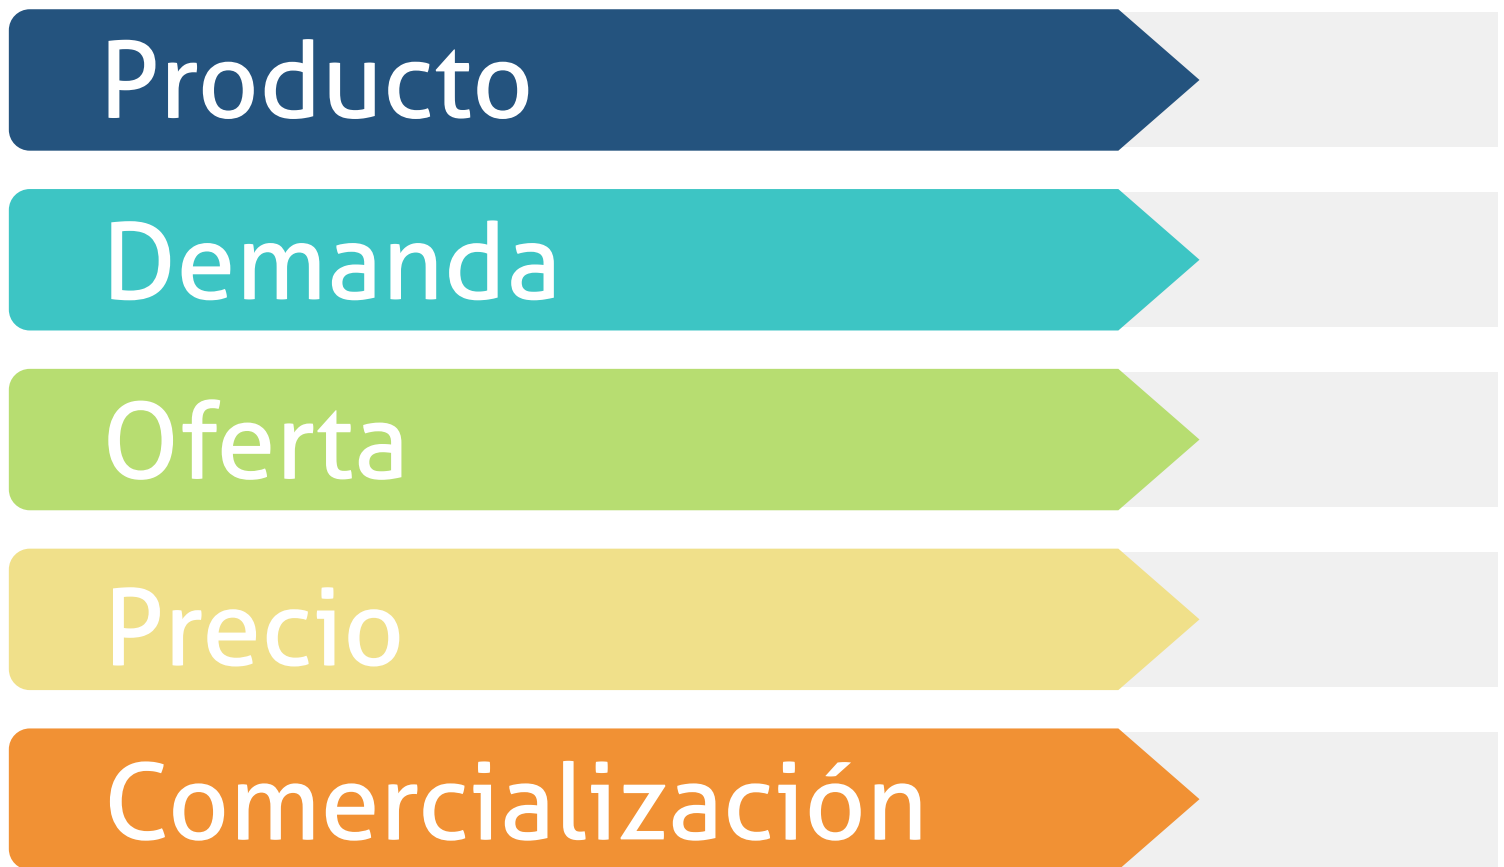 Producto
Demanda
Oferta
Precio
Comercialización